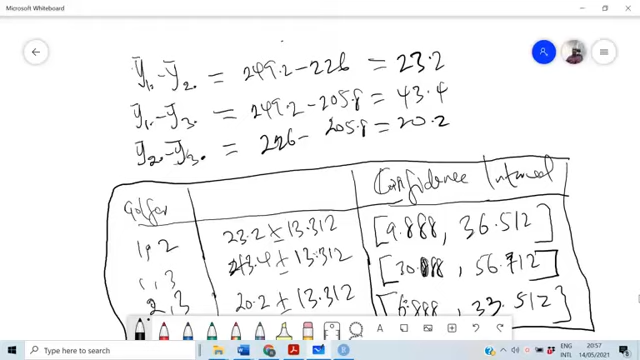 Microsoft Whiteboard
ȳ1. - ȳ2. = 249.2 - 226 = 23.2
ȳ1. - ȳ3. = 249.2 - 205.8 = 43.4
ȳ2. - ȳ3. = 226 - 205.8 = 20.2
Golfer Confidence Interval
1, 2 23.2 ± 13.312 [9.888, 36.512]
1, 3 43.4 ± 13.312 [30.088, 56.712]
2, 3 20.2 ± 13.312 [6.888, 33.512]
Type here to search
ENG 20:57
INTL 14/05/2021